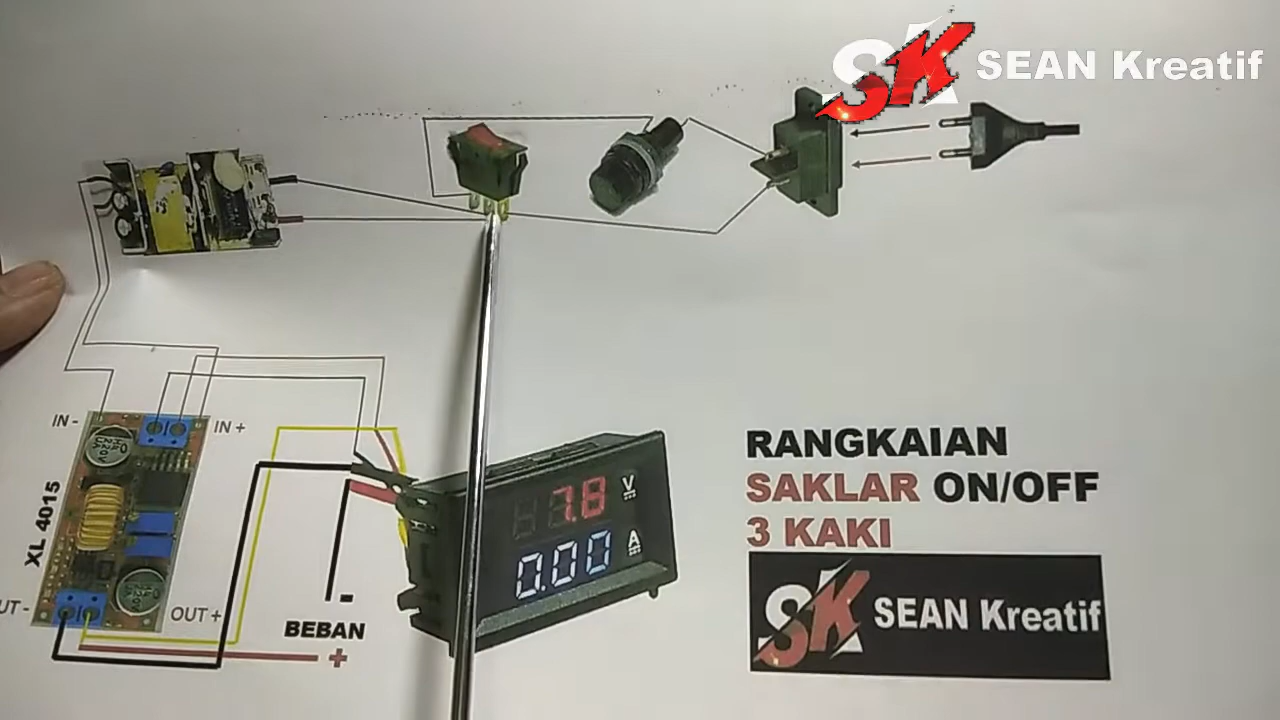 SK SEAN Kreatif
IN -
IN +
XL 4015
UT -
OUT +
7.8 V
0.00 A
BEBAN
-
+
RANGKAIAN
SAKLAR ON/OFF
3 KAKI
SK SEAN Kreatif